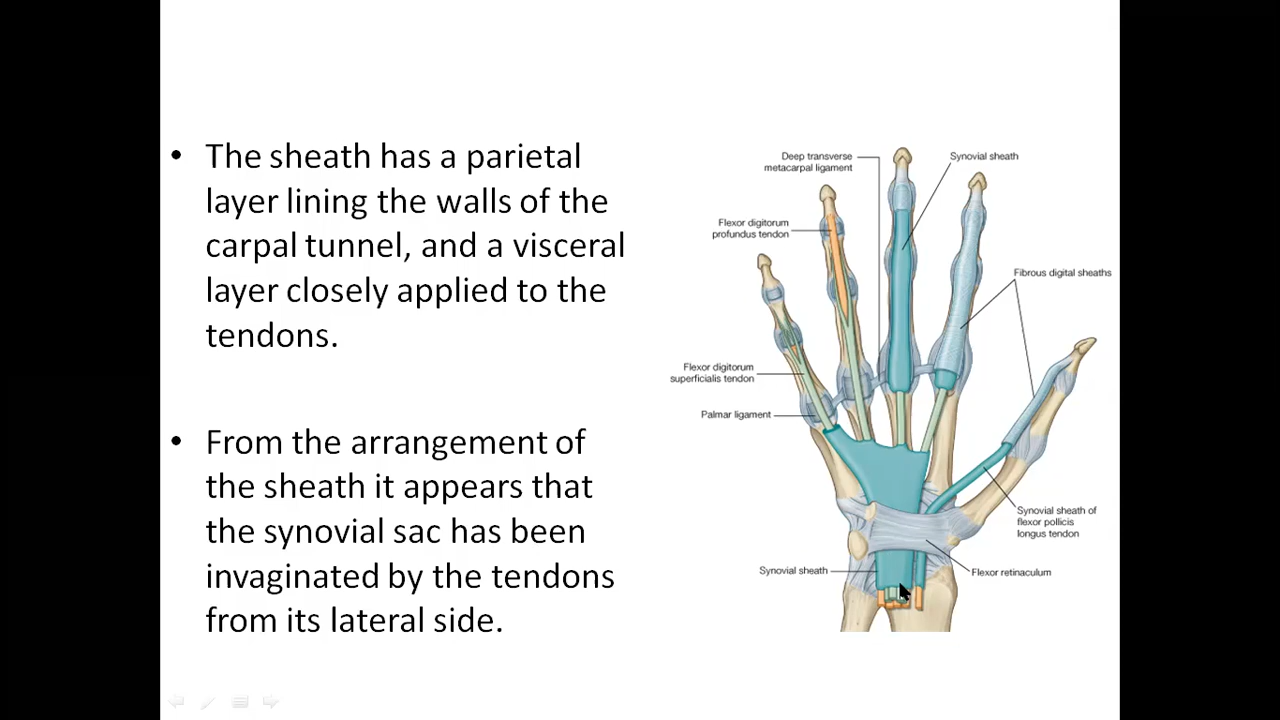 • The sheath has a parietal
layer lining the walls of the
carpal tunnel, and a visceral
layer closely applied to the
tendons.
• From the arrangement of
the sheath it appears that
the synovial sac has been
invaginated by the tendons
from its lateral side.
Deep transverse
metacarpal ligament
Synovial sheath
Flexor digitorum
profundus tendon
Fibrous digital sheaths
Flexor digitorum
superficialis tendon
Palmar ligament
Synovial sheath of
flexor pollicis
longus tendon
Synovial sheath
Flexor retinaculum